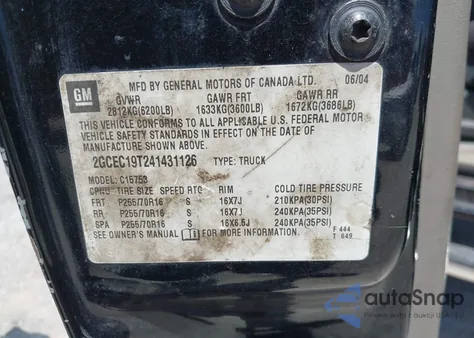 GM
MFD BY GENERAL MOTORS OF CANADA LTD. 06/04
GVWR GAWR FRT GAWR RR
2812KG(6200LB) 1633KG(3600LB) 1672KG(3686LB)
THIS VEHICLE CONFORMS TO ALL APPLICABLE U.S. FEDERAL MOTOR
VEHICLE SAFETY STANDARDS IN EFFECT ON THE DATE OF
MANUFACTURE SHOWN ABOVE.
2GCEC19T241431126 TYPE: TRUCK
C15753
TIRE SIZE SPEED RTG RIM COLD TIRE PRESSURE
FRT P255/70R16 S 16X7J 210KPA(30PSI)
RR P255/70R16 S 16X7J 240KPA(35PSI)
SPA P255/70R16 S 16X6.5J 240KPA(35PSI)
SEE OWNER'S MANUAL FOR MORE INFORMATION. F 444
T 649
autoSnap